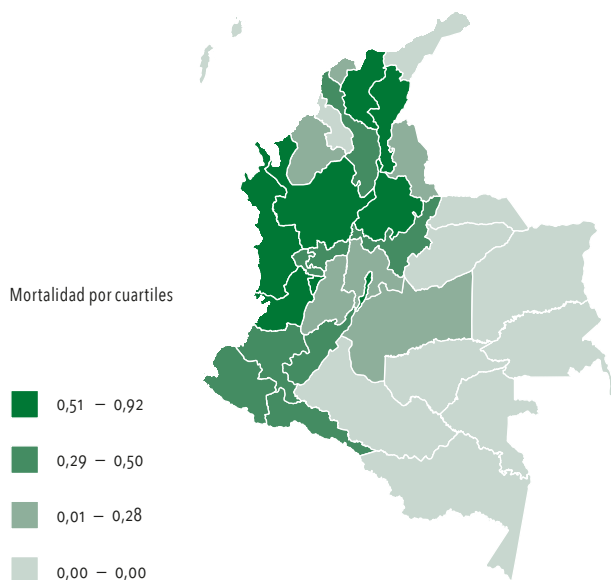 Mortalidad por cuartiles
0,51 – 0,92
0,29 – 0,50
0,01 – 0,28
0,00 – 0,00